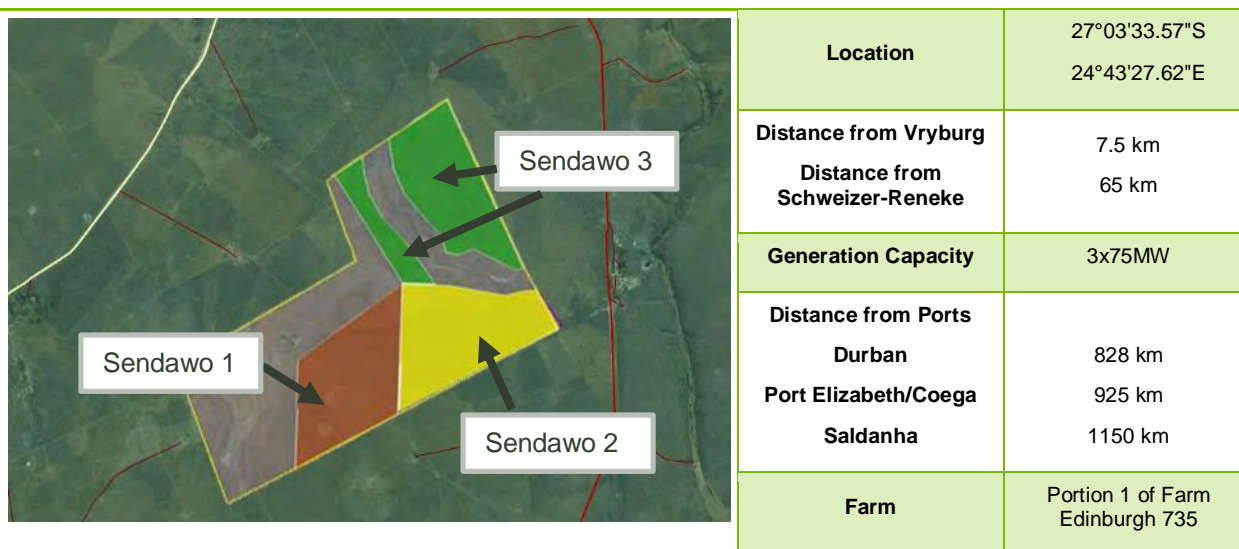 Sendawo 3
Sendawo 1
Sendawo 2
Location
27°03'33.57"S
24°43'27.62"E
Distance from Vryburg
7.5 km
Distance from
Schweizer-Reneke
65 km
Generation Capacity
3x75MW
Distance from Ports
Durban
828 km
Port Elizabeth/Coega
925 km
Saldanha
1150 km
Farm
Portion 1 of Farm
Edinburgh 735